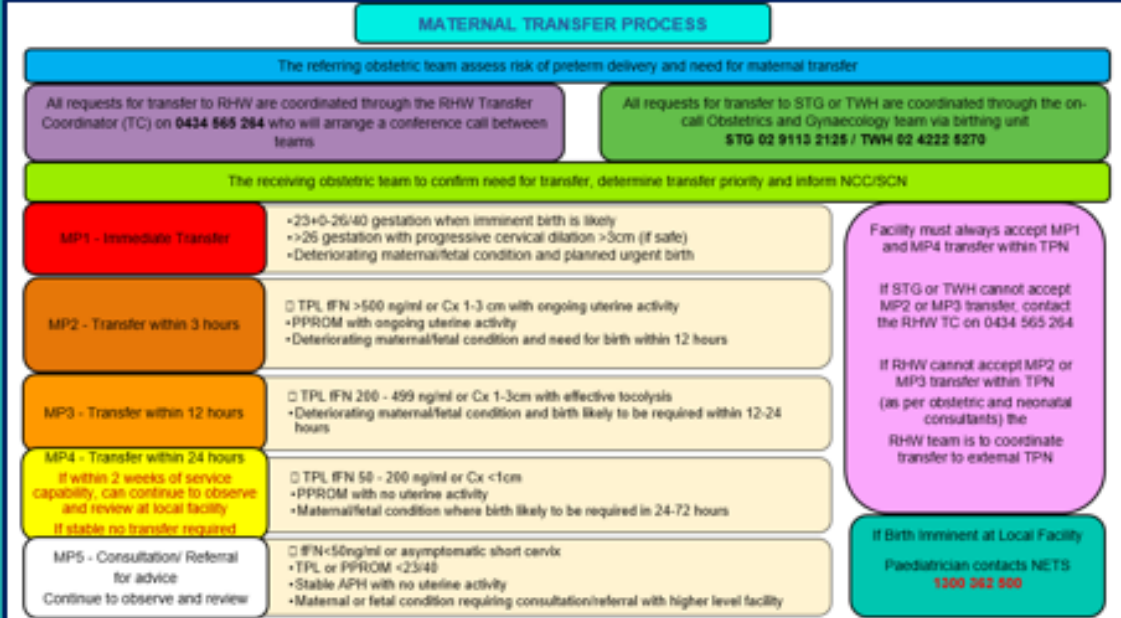 MATERNAL TRANSFER PROCESS
The referring obstetric team assess risk of preterm delivery and need for maternal transfer
All requests for transfer to RHW are coordinated through the RHW Transfer
Coordinator (TC) on 0434 565 264 who will arrange a conference call between
teams
All requests for transfer to STG or TWH are coordinated through the on-
call Obstetrics and Gynaecology team via birthing unit
STG 02 9113 2125 / TWH 02 4222 5270
The receiving obstetric team to confirm need for transfer, determine transfer priority and inform NCC/SCN
MP1 - Immediate Transfer
•23+0-26/40 gestation when imminent birth is likely
•>26 gestation with progressive cervical dilation >3cm (if safe)
•Deteriorating maternal/fetal condition and planned urgent birth
MP2 - Transfer within 3 hours
▯ TPL fFN >500 ng/ml or Cx 1-3 cm with ongoing uterine activity
•PPROM with ongoing uterine activity
•Deteriorating maternal/fetal condition and need for birth within 12 hours
MP3 - Transfer within 12 hours
▯ TPL fFN 200 - 499 ng/ml or Cx 1-3cm with effective tocolysis
•Deteriorating maternal/fetal condition and birth likely to be required within 12-24
hours
MP4 - Transfer within 24 hours
If within 2 weeks of service
capability, can continue to observe
and review at local facility
If stable no transfer required
▯ TPL fFN 50 - 200 ng/ml or Cx <1cm
•PPROM with no uterine activity
•Maternal/fetal condition where birth likely to be required in 24-72 hours
MP5 - Consultation/ Referral
for advice
Continue to observe and review
▯ fFN<50ng/ml or asymptomatic short cervix
•TPL or PPROM <23/40
•Stable APH with no uterine activity
•Maternal or fetal condition requiring consultation/referral with higher level facility
Facility must always accept MP1
and MP4 transfer within TPN
If STG or TWH cannot accept
MP2 or MP3 transfer, contact
the RHW TC on 0434 565 264
If RHW cannot accept MP2 or
MP3 transfer within TPN
(as per obstetric and neonatal
consultants) the
RHW team is to coordinate
transfer to external TPN
If Birth Imminent at Local Facility
Paediatrician contacts NETS
1300 362 500